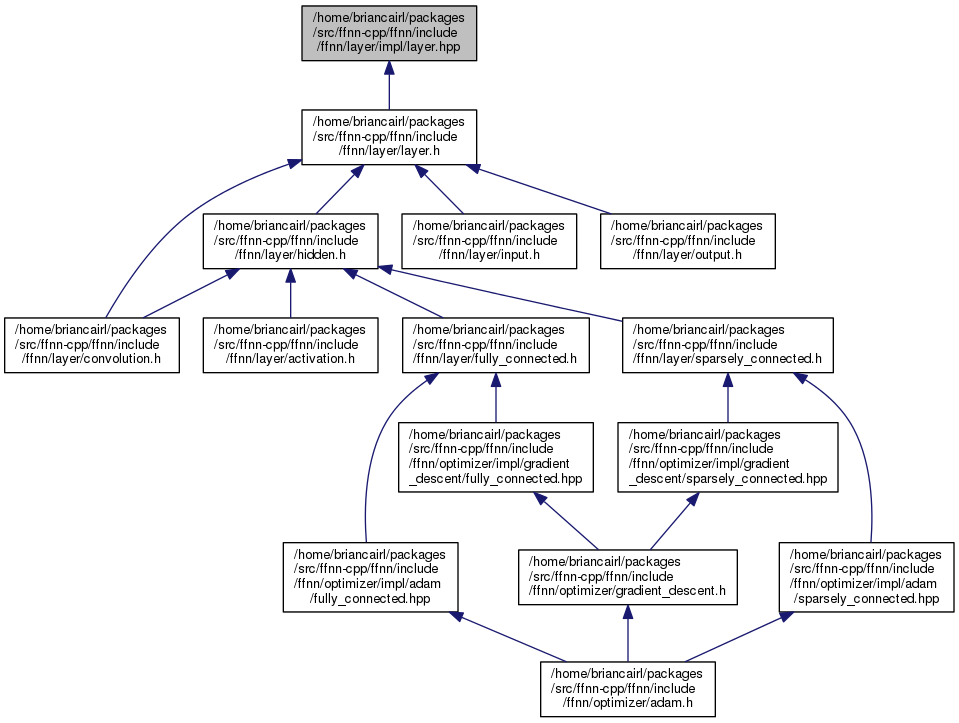 /home/briancairl/packages
/src/ffnn-cpp/ffnn/include
/ffnn/layer/impl/layer.hpp
/home/briancairl/packages
/src/ffnn-cpp/ffnn/include
/ffnn/layer/layer.h
/home/briancairl/packages
/src/ffnn-cpp/ffnn/include
/ffnn/layer/hidden.h
/home/briancairl/packages
/src/ffnn-cpp/ffnn/include
/ffnn/layer/input.h
/home/briancairl/packages
/src/ffnn-cpp/ffnn/include
/ffnn/layer/output.h
/home/briancairl/packages
/src/ffnn-cpp/ffnn/include
/ffnn/layer/convolution.h
/home/briancairl/packages
/src/ffnn-cpp/ffnn/include
/ffnn/layer/activation.h
/home/briancairl/packages
/src/ffnn-cpp/ffnn/include
/ffnn/layer/fully_connected.h
/home/briancairl/packages
/src/ffnn-cpp/ffnn/include
/ffnn/layer/sparsely_connected.h
/home/briancairl/packages
/src/ffnn-cpp/ffnn/include
/ffnn/optimizer/impl/gradient
_descent/fully_connected.hpp
/home/briancairl/packages
/src/ffnn-cpp/ffnn/include
/ffnn/optimizer/impl/gradient
_descent/sparsely_connected.hpp
/home/briancairl/packages
/src/ffnn-cpp/ffnn/include
/ffnn/optimizer/impl/adam
/fully_connected.hpp
/home/briancairl/packages
/src/ffnn-cpp/ffnn/include
/ffnn/optimizer/gradient_descent.h
/home/briancairl/packages
/src/ffnn-cpp/ffnn/include
/ffnn/optimizer/impl/adam
/sparsely_connected.hpp
/home/briancairl/packages
/src/ffnn-cpp/ffnn/include
/ffnn/optimizer/adam.h